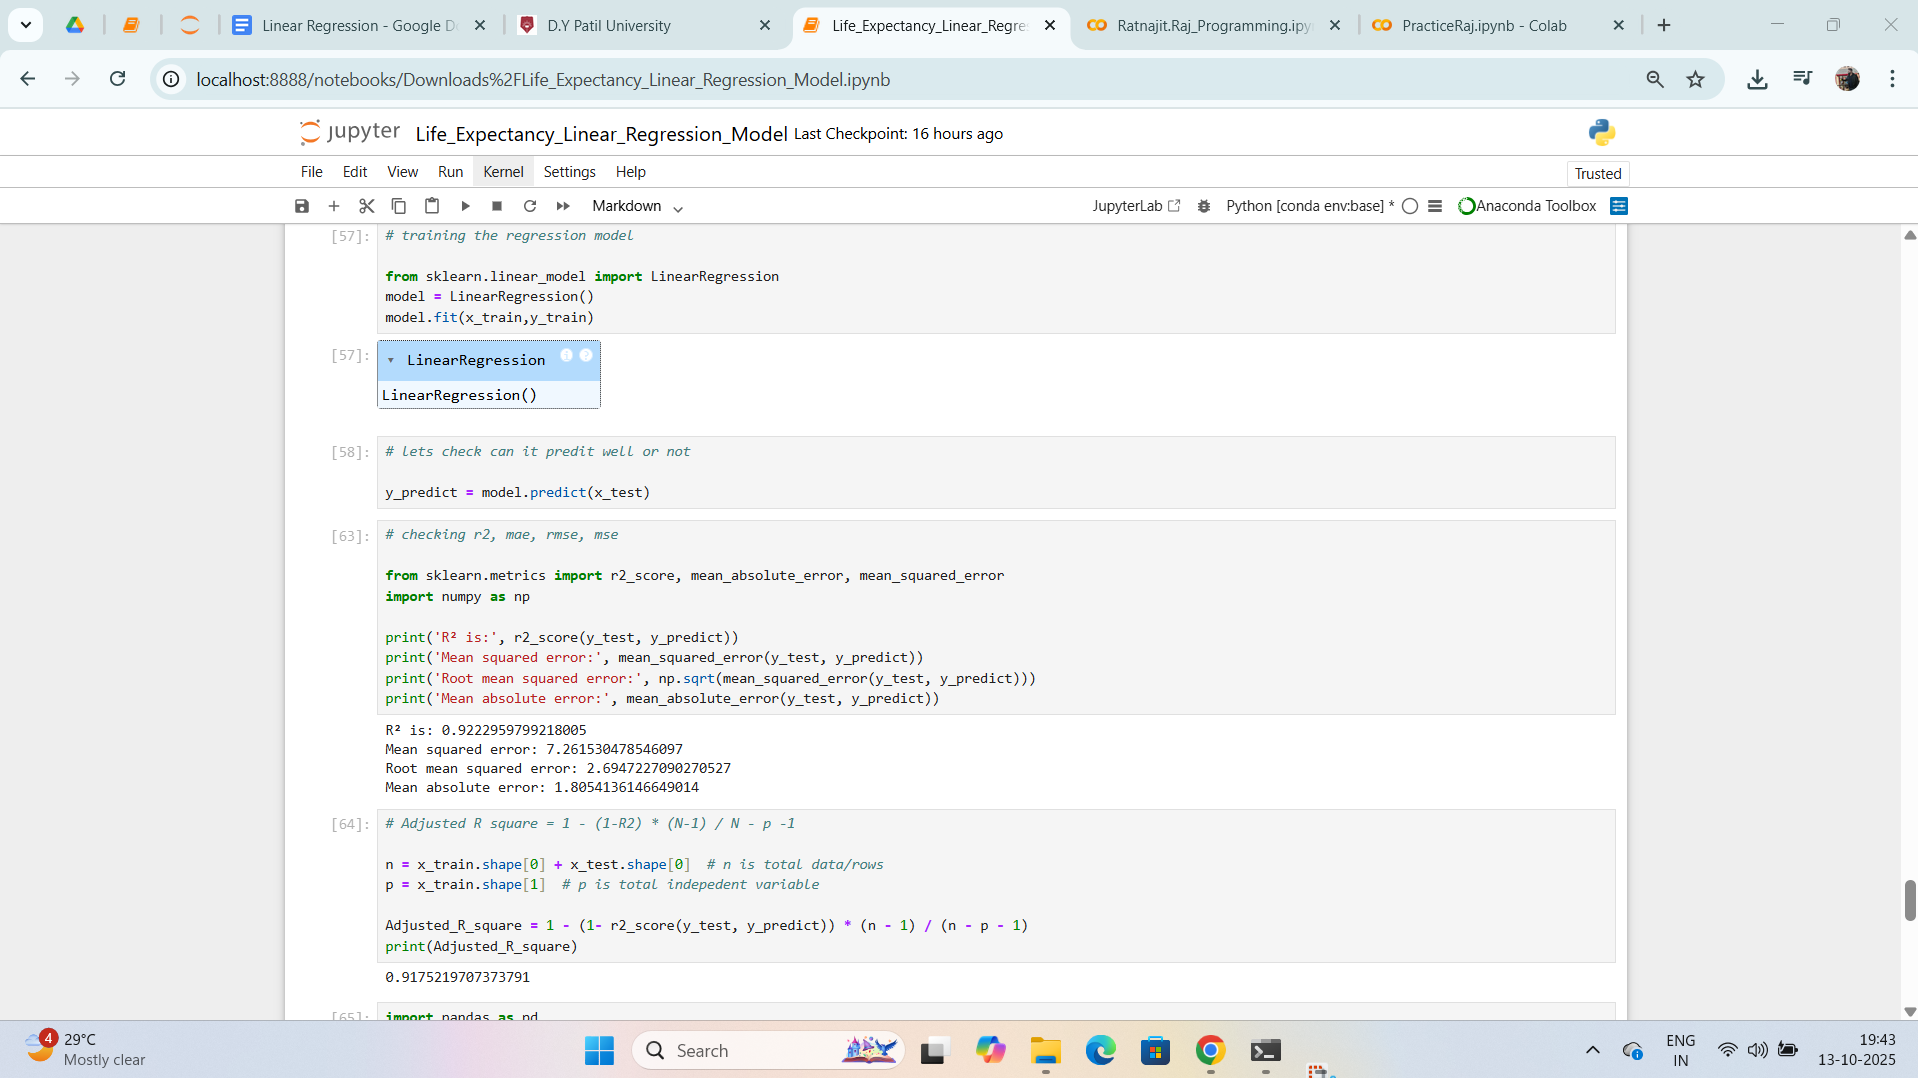 Linear Regression - Google D
D.Y Patil University
Life_Expectancy_Linear_Regres
Ratnajit.Raj_Programming.ipy
PracticeRaj.ipynb - Colab
localhost:8888/notebooks/Downloads%2FLife_Expectancy_Linear_Regression_Model.ipynb
jupyter Life_Expectancy_Linear_Regression_Model Last Checkpoint: 16 hours ago
File Edit View Run Kernel Settings Help Trusted
Markdown JupyterLab Python [conda env:base] * Anaconda Toolbox
[57]: # training the regression model
from sklearn.linear_model import LinearRegression
model = LinearRegression()
model.fit(x_train,y_train)
[57]: ▾ LinearRegression i ?
LinearRegression()
[58]: # lets check can it predit well or not
y_predict = model.predict(x_test)
[63]: # checking r2, mae, rmse, mse
from sklearn.metrics import r2_score, mean_absolute_error, mean_squared_error
import numpy as np
print('R² is:', r2_score(y_test, y_predict))
print('Mean squared error:', mean_squared_error(y_test, y_predict))
print('Root mean squared error:', np.sqrt(mean_squared_error(y_test, y_predict)))
print('Mean absolute error:', mean_absolute_error(y_test, y_predict))
R² is: 0.9222959799218005
Mean squared error: 7.261530478546097
Root mean squared error: 2.6947227090270527
Mean absolute error: 1.8054136146649014
[64]: # Adjusted R square = 1 - (1-R2) * (N-1) / N - p -1
n = x_train.shape[0] + x_test.shape[0] # n is total data/rows
p = x_train.shape[1] # p is total indepedent variable
Adjusted_R_square = 1 - (1- r2_score(y_test, y_predict)) * (n - 1) / (n - p - 1)
print(Adjusted_R_square)
0.9175219707373791
[65]: import pandas as pd
4 29°C
Mostly clear
Search
ENG
IN
19:43
13-10-2025